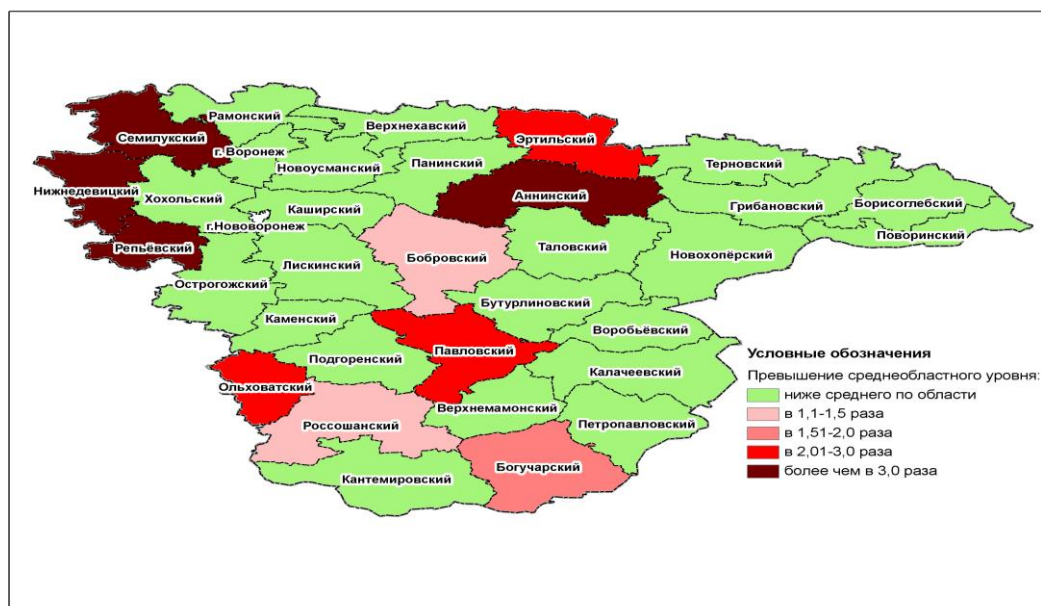 Рамонский
Верхнехавский
Эртильский
Семилукский
г. Воронеж
Новоусманский
Панинский
Терновский
Нижнедевицкий
Хохольский
Аннинский
Грибановский
Борисоглебский
Каширский
г.Нововоронеж
Поворинский
Репьёвский
Таловский
Новохопёрский
Бобровский
Лискинский
Острогожский
Бутурлиновский
Каменский
Воробьёвский
Павловский
Подгоренский
Калачеевский
Ольховатский
Верхнемамонский
Россошанский
Петропавловский
Богучарский
Кантемировский
Условные обозначения
Превышение среднеобластного уровня:
ниже среднего по области
в 1,1-1,5 раза
в 1,51-2,0 раза
в 2,01-3,0 раза
более чем в 3,0 раза